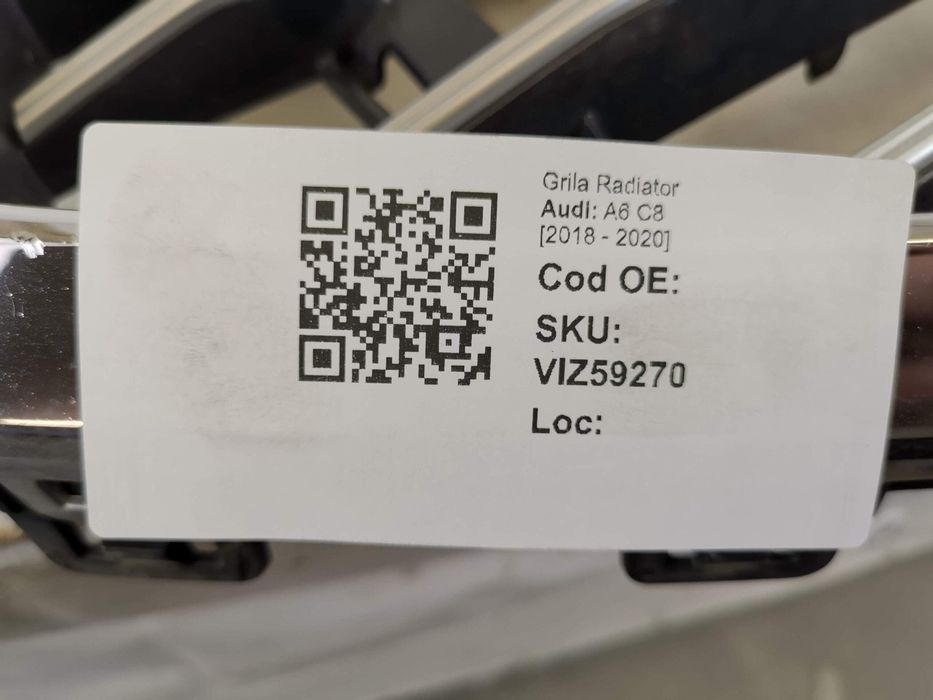 Grila Radiator
Audi: A6 C8
[2018 - 2020]
Cod OE:
SKU:
VIZ59270
Loc: